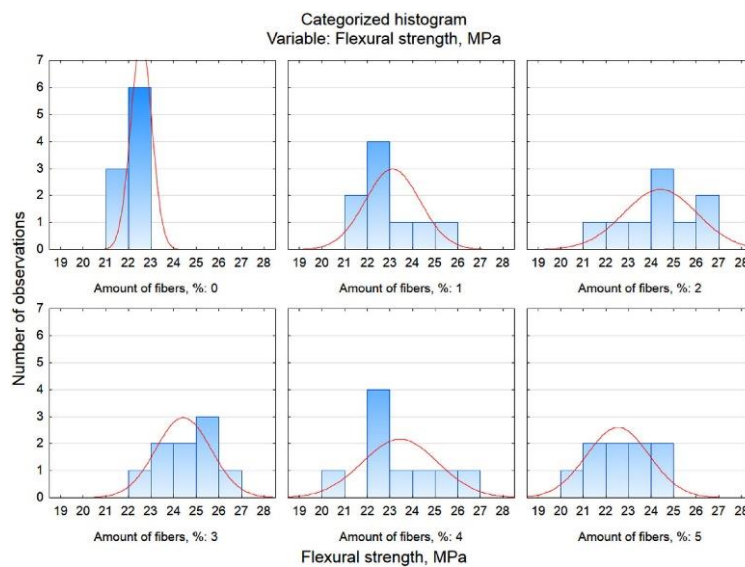 Categorized histogram
Variable: Flexural strength, MPa
Number of observations
7
6
5
4
3
2
1
0
19 20 21 22 23 24 25 26 27 28
19 20 21 22 23 24 25 26 27 28
19 20 21 22 23 24 25 26 27 28
Amount of fibers, %: 0
Amount of fibers, %: 1
Amount of fibers, %: 2
7
6
5
4
3
2
1
0
19 20 21 22 23 24 25 26 27 28
19 20 21 22 23 24 25 26 27 28
19 20 21 22 23 24 25 26 27 28
Amount of fibers, %: 3
Amount of fibers, %: 4
Amount of fibers, %: 5
Flexural strength, MPa